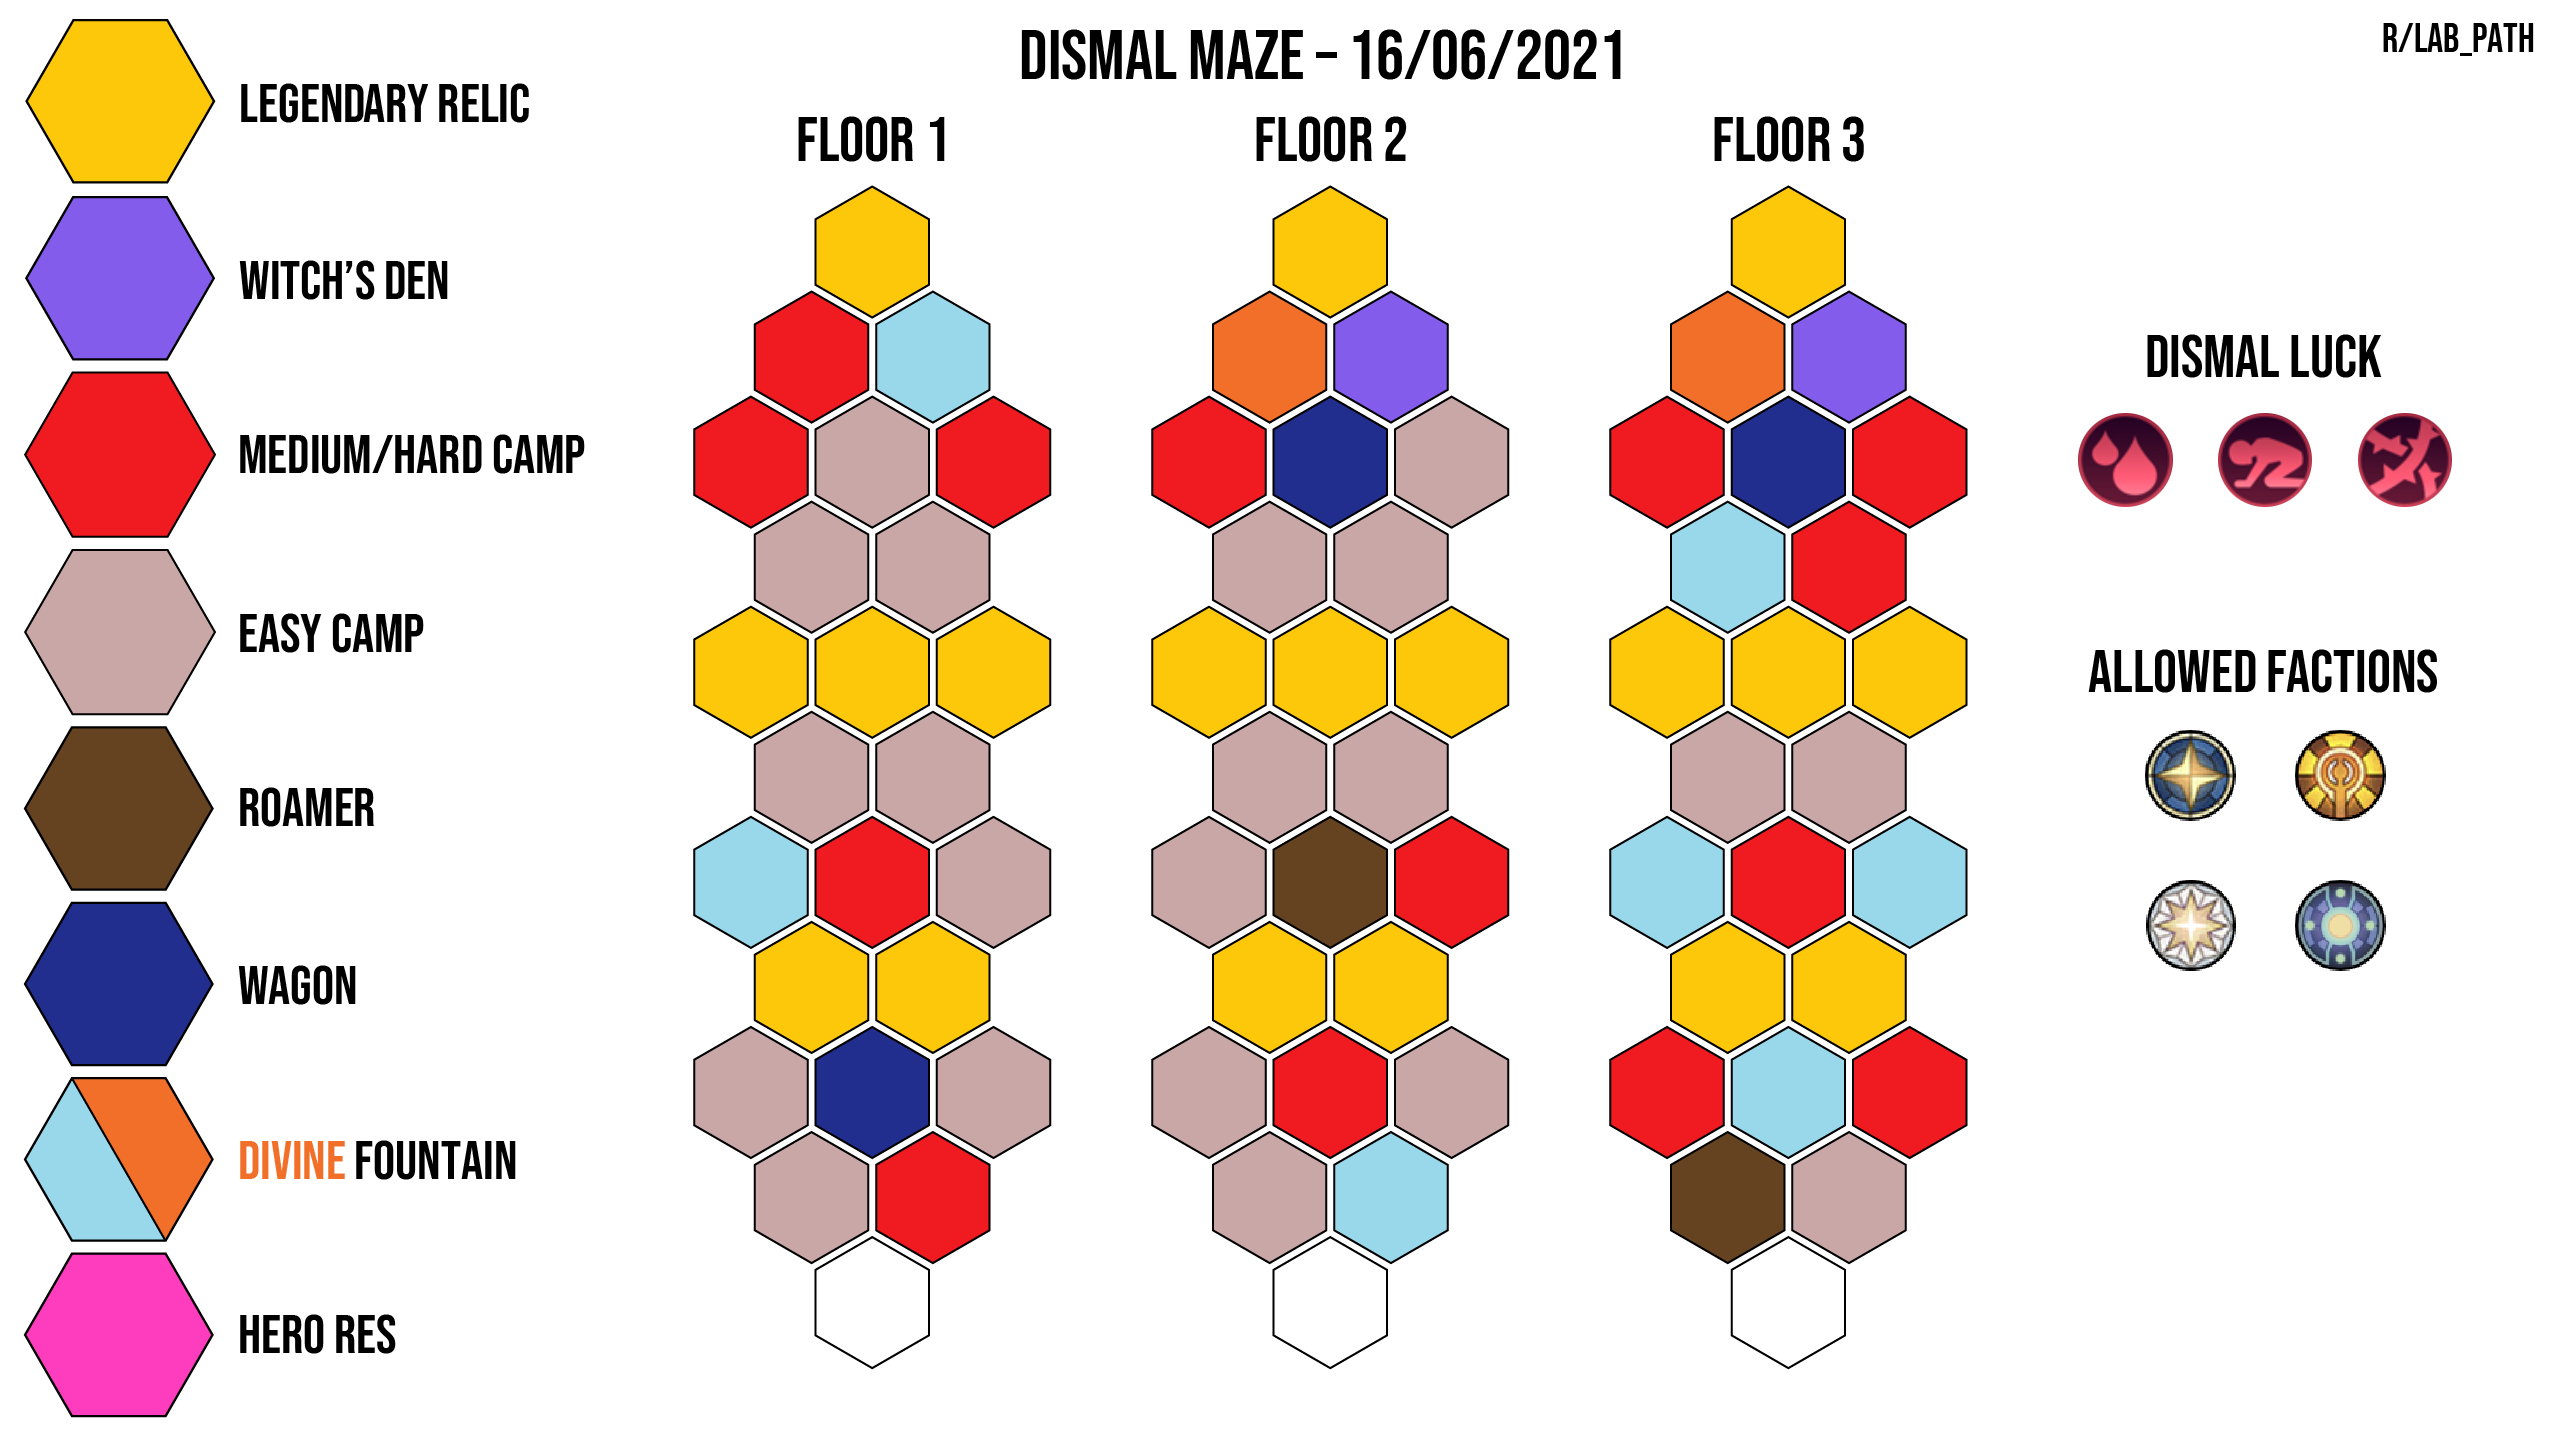 DISMAL MAZE – 16/06/2021
R/LAB_PATH
LEGENDARY RELIC
WITCH'S DEN
MEDIUM/HARD CAMP
EASY CAMP
ROAMER
WAGON
DIVINE FOUNTAIN
HERO RES
FLOOR 1
FLOOR 2
FLOOR 3
DISMAL LUCK
ALLOWED FACTIONS